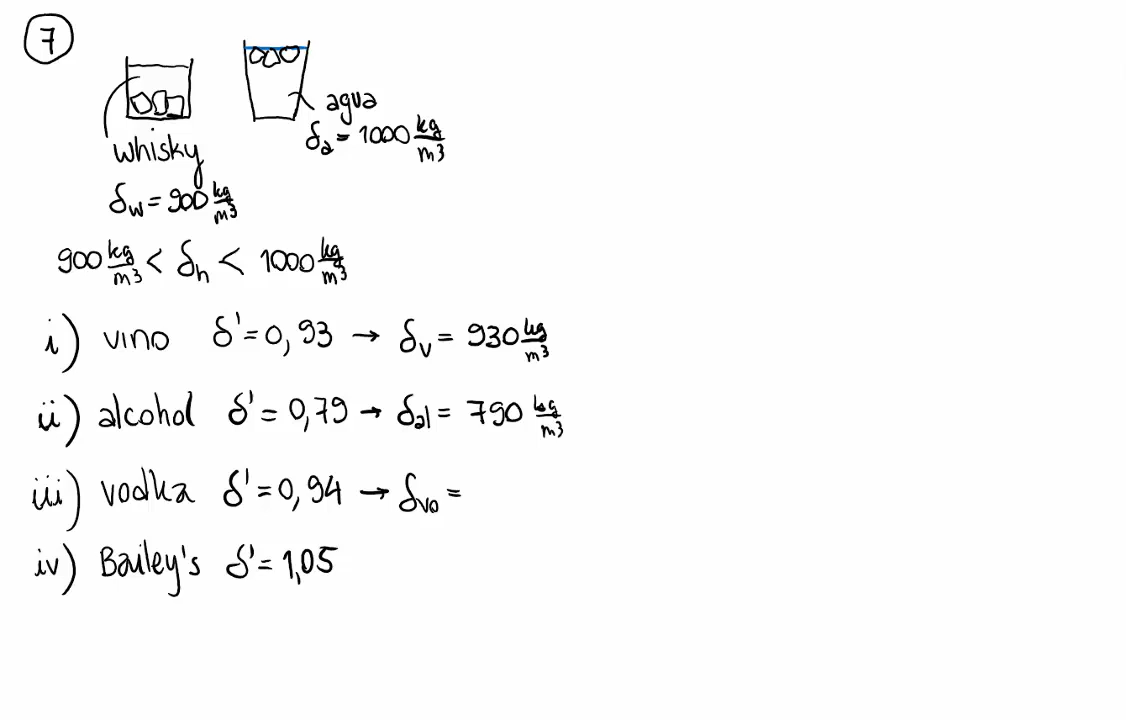 7
agua
δa = 1000 kg/m3
whisky
δw = 900 kg/m3
900 kg/m3 < δh < 1000 kg/m3
i) vino δ' = 0,93 → δv = 930 kg/m3
ii) alcohol δ' = 0,79 → δal = 790 kg/m3
iii) vodka δ' = 0,94 → δvo =
iv) Bailey's δ' = 1,05